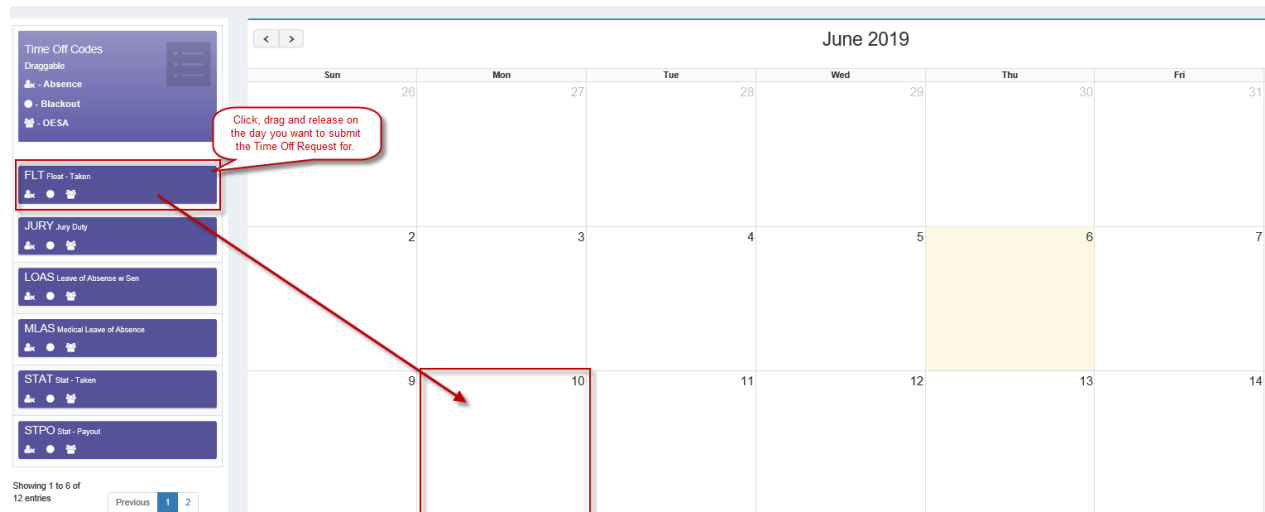 Time Off Codes
Draggable
- Absence
- Blackout
- OESA
Click, drag and release on
the day you want to submit
the Time Off Request for.
FLT Float - Taken
JURY Jury Duty
LOAS Leave of Absense w Sen
MLAS Medical Leave of Absence
STAT Stat - Taken
STPO Stat - Payout
Showing 1 to 6 of
12 entries
Previous 1 2
< >
June 2019
Sun Mon Tue Wed Thu Fri
26 27 28 29 30 31
2 3 4 5 6 7
9 10 11 12 13 14